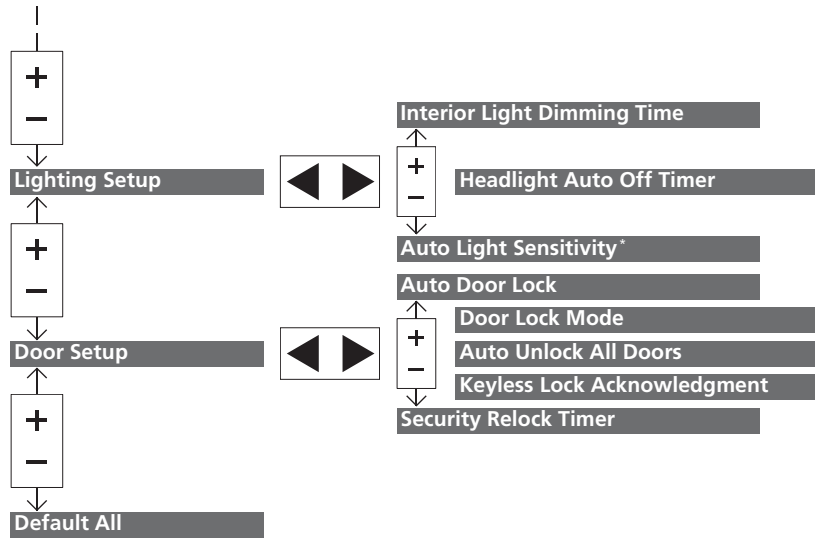 +
−
Lighting Setup
Interior Light Dimming Time
+
−
Headlight Auto Off Timer
Auto Light Sensitivity*
+
−
Door Setup
Auto Door Lock
+
−
Door Lock Mode
Auto Unlock All Doors
Keyless Lock Acknowledgment
Security Relock Timer
+
−
Default All